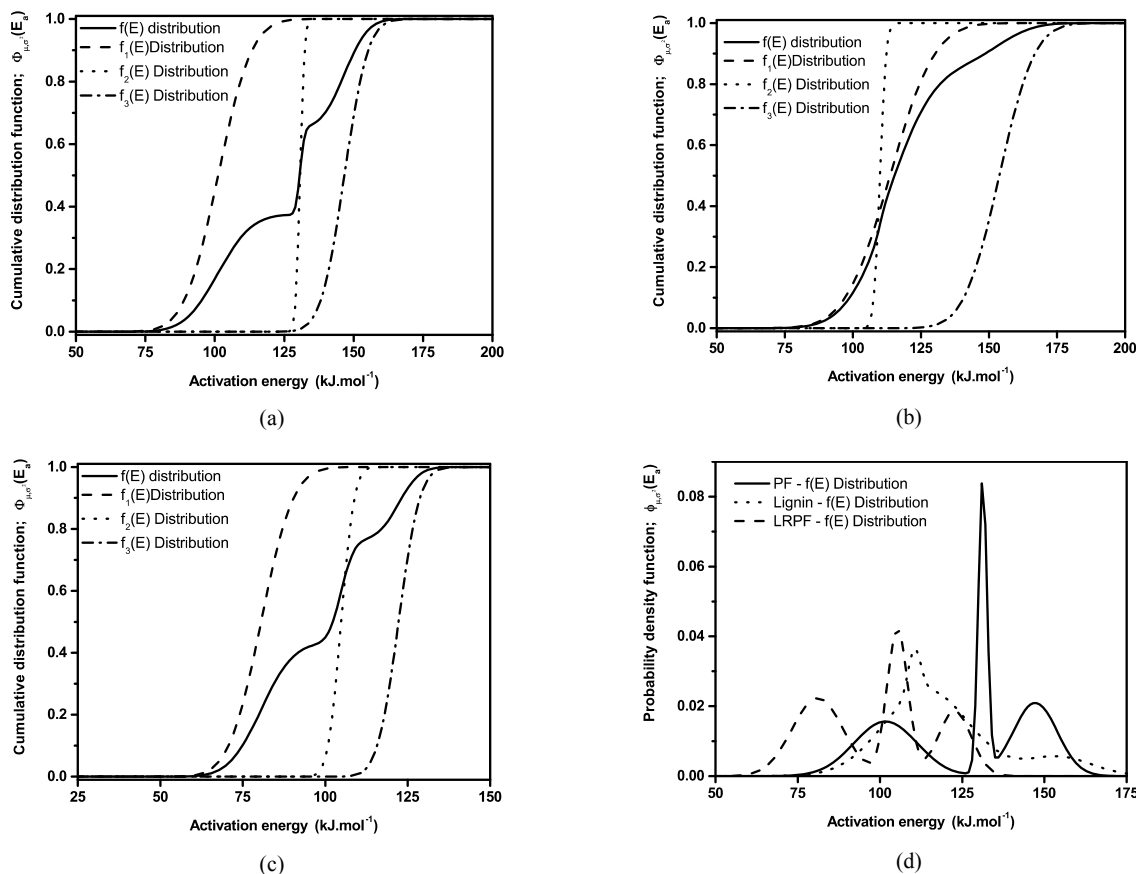 Cumulative distribution function; Φμ,σ²(Eₐ)
1.0
0.8
0.6
0.4
0.2
0.0
f(E) distribution
f₁(E)Distribution
f₂(E) Distribution
f₃(E) Distribution
50 75 100 125 150 175 200
Activation energy (kJ.mol⁻¹)
(a)
Cumulative distribution function; Φμ,σ²(Eₐ)
1.0
0.8
0.6
0.4
0.2
0.0
f(E) distribution
f₁(E)Distribution
f₂(E) Distribution
f₃(E) Distribution
50 75 100 125 150 175 200
Activation energy (kJ.mol⁻¹)
(b)
Cumulative distribution function; Φμ,σ²(Eₐ)
1.0
0.8
0.6
0.4
0.2
0.0
f(E) distribution
f₁(E)Distribution
f₂(E) Distribution
f₃(E) Distribution
25 50 75 100 125 150
Activation energy (kJ.mol⁻¹)
(c)
Probability density function; ϕμ,σ²(Eₐ)
0.08
0.06
0.04
0.02
0.00
PF - f(E) Distribution
Lignin - f(E) Distribution
LRPF - f(E) Distribution
50 75 100 125 150 175
Activation energy (kJ.mol⁻¹)
(d)